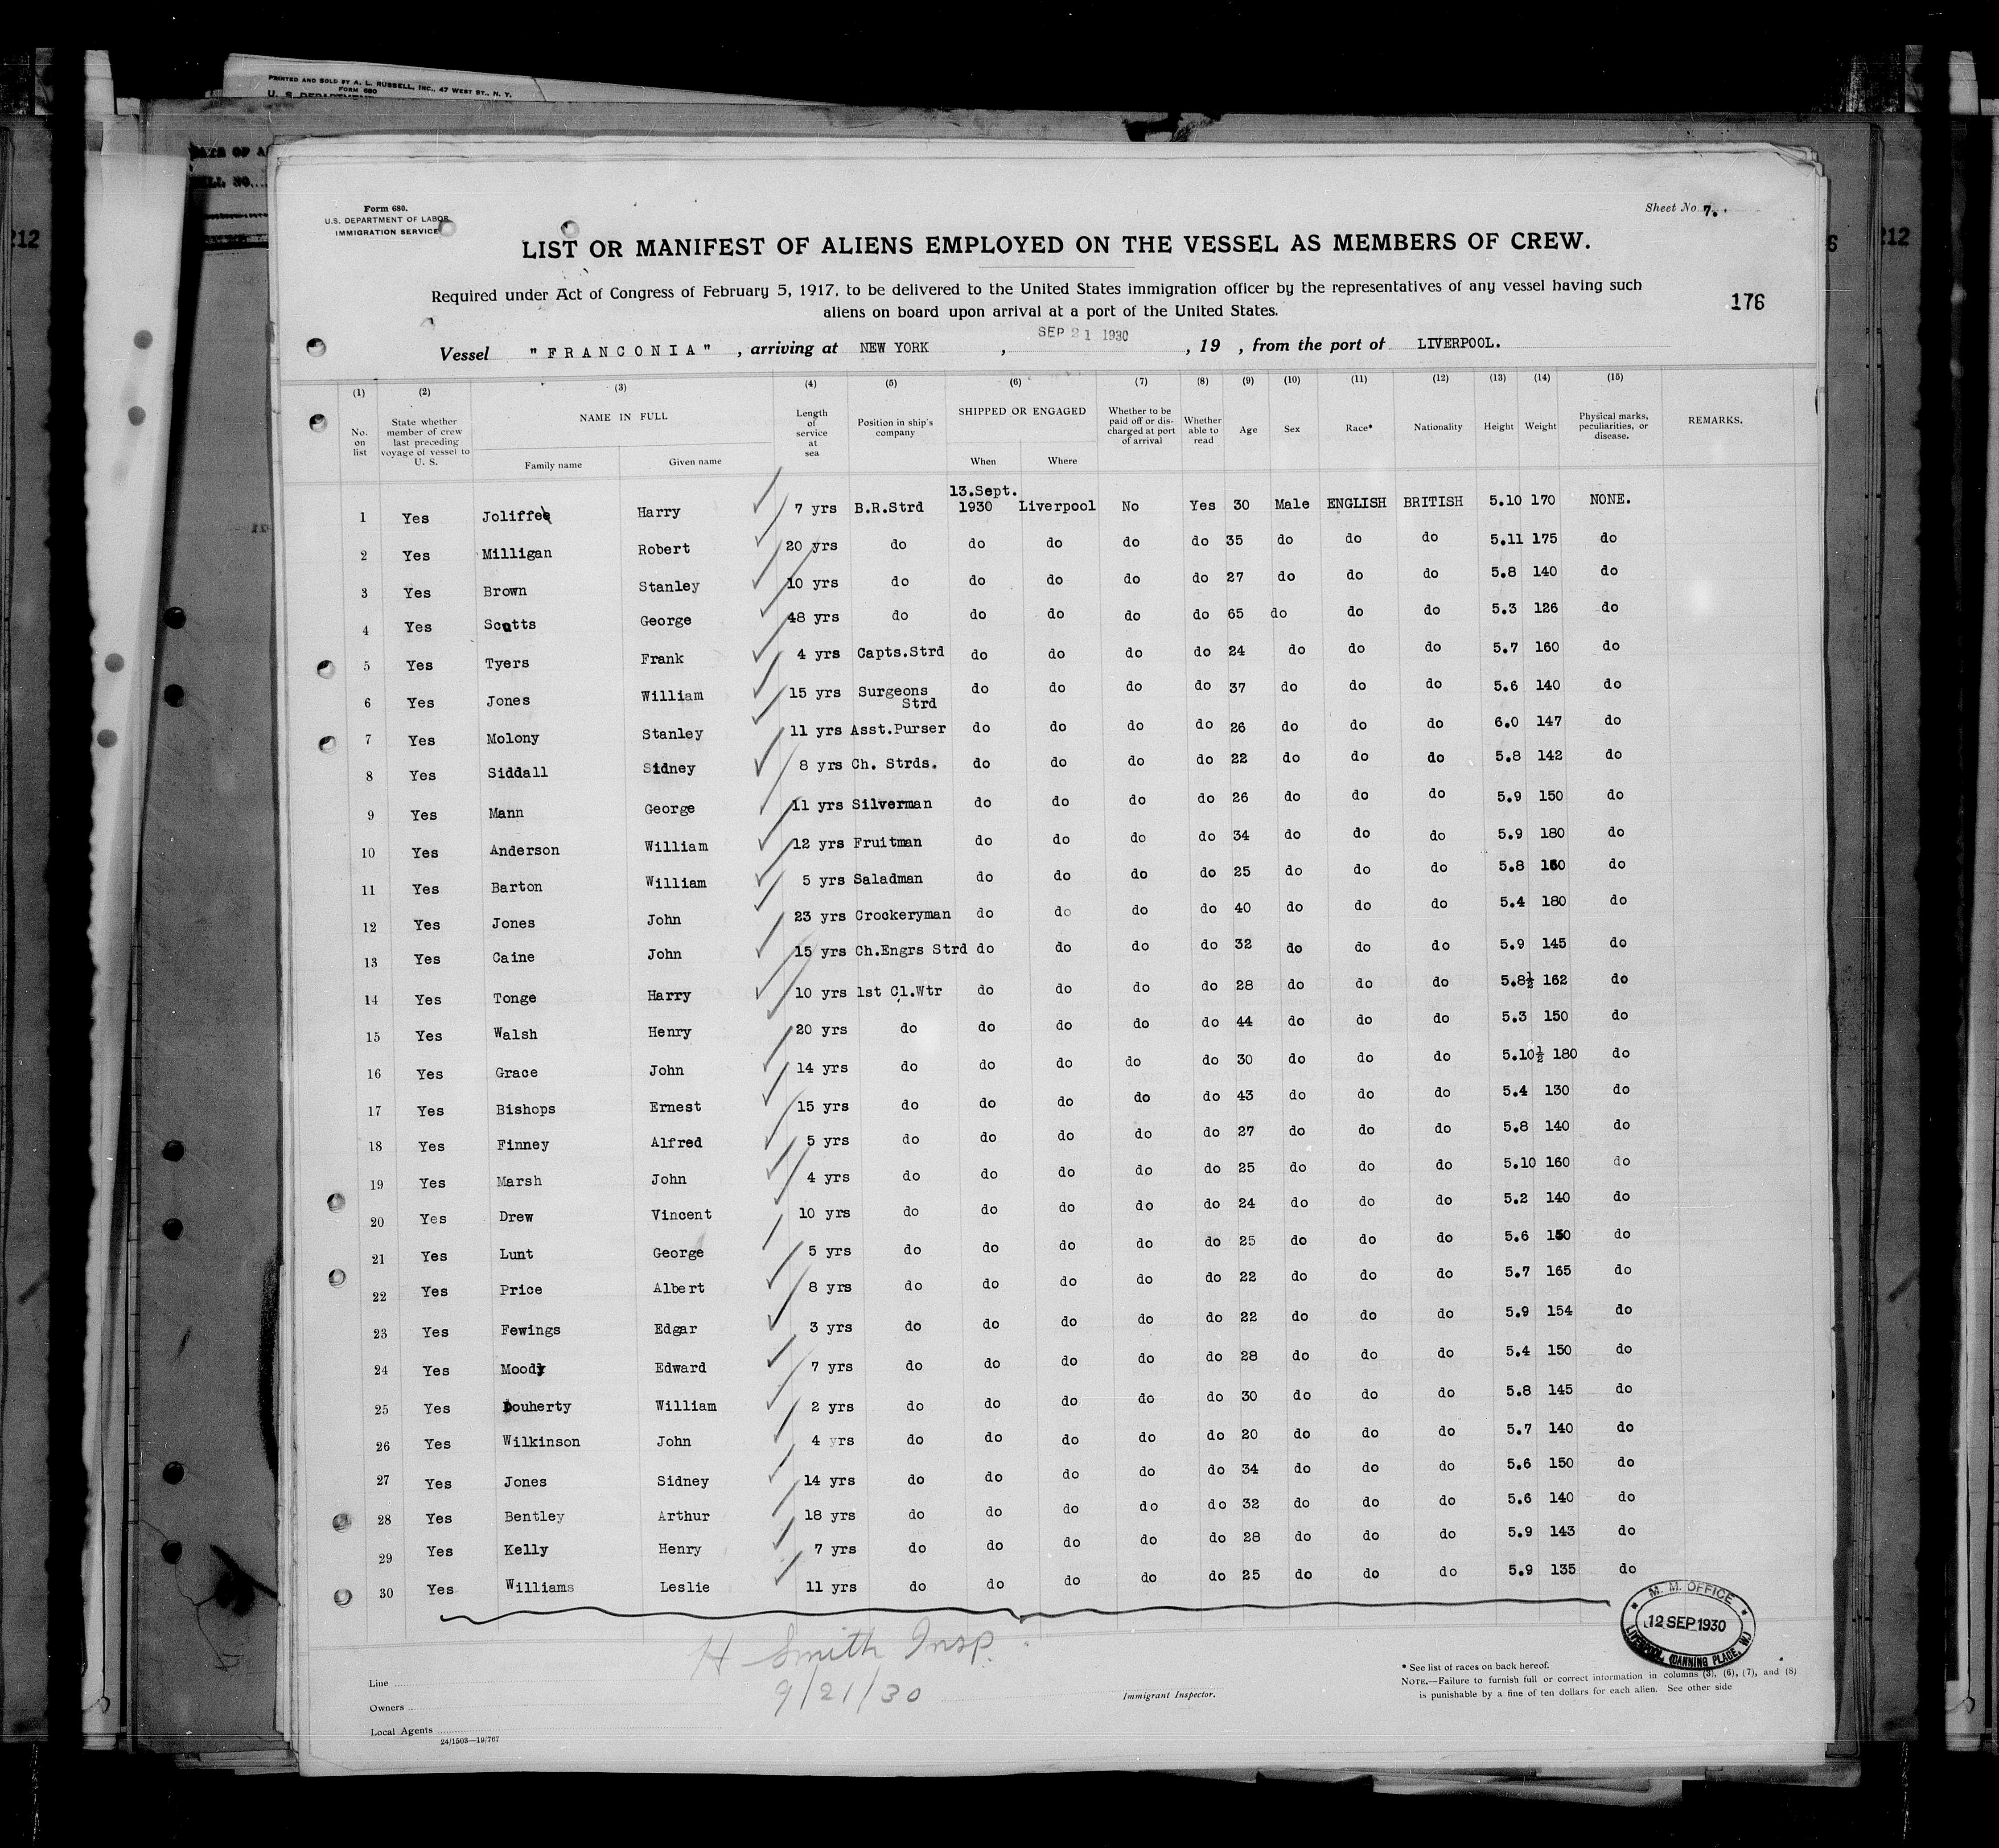 PRINTED AND SOLD BY A. L. RUSSELL, INC., 47 WEST ST., N. Y.
FORM 680
U. S. DEPARTMENT
212
212
6
Form 680.
U.S. DEPARTMENT OF LABOR
IMMIGRATION SERVICE
Sheet No. 7.
LIST OR MANIFEST OF ALIENS EMPLOYED ON THE VESSEL AS MEMBERS OF CREW.
Required under Act of Congress of February 5, 1917, to be delivered to the United States immigration officer by the representatives of any vessel having such
aliens on board upon arrival at a port of the United States.
176
Vessel "FRANCONIA", arriving at NEW YORK, SEP 21 1930, 19 , from the port of LIVERPOOL.
(1) (2) (3) (4) (5) (6) (7) (8) (9) (10) (11) (12) (13) (14) (15)
No. on list State whether member of crew last preceding voyage of vessel to U. S. NAME IN FULL Family name Given name Length of service at sea Position in ship's company SHIPPED OR ENGAGED When Where Whether to be paid off or discharged at port of arrival Whether able to read Age Sex Race* Nationality Height Weight Physical marks, peculiarities, or disease. REMARKS.
1 Yes Joliffe Harry 7 yrs B.R.Strd 13.Sept. 1930 Liverpool No Yes 30 Male ENGLISH BRITISH 5.10 170 NONE.
2 Yes Milligan Robert 20 yrs do do do do do 35 do do do 5.11 175 do
3 Yes Brown Stanley 10 yrs do do do do do 27 do do do 5.8 140 do
4 Yes Scotts George 48 yrs do do do do do 65 do do do 5.3 126 do
5 Yes Tyers Frank 4 yrs Capts.Strd do do do do 24 do do do 5.7 160 do
6 Yes Jones William 15 yrs Surgeons Strd do do do do 37 do do do 5.6 140 do
7 Yes Molony Stanley 11 yrs Asst.Purser do do do do 26 do do do 6.0 147 do
8 Yes Siddall Sidney 8 yrs Ch. Strds. do do do do 22 do do do 5.8 142 do
9 Yes Mann George 11 yrs Silverman do do do do 26 do do do 5.9 150 do
10 Yes Anderson William 12 yrs Fruitman do do do do 34 do do do 5.9 180 do
11 Yes Barton William 5 yrs Saladman do do do do 25 do do do 5.8 do
12 Yes Jones John 23 yrs Crockeryman do do do do 40 do do do 5.4 180 do
13 Yes Caine John 15 yrs Ch.Engrs Strd do do do do 32 do do do 5.9 145 do
14 Yes Tonge Harry 10 yrs 1st Cl.Wtr do do do do 28 do do do 5.8½ 162 do
15 Yes Walsh Henry 20 yrs do do do do do 44 do do do 5.3 150 do
16 Yes Grace John 14 yrs do do do do do 30 do do do 5.10½ 180 do
17 Yes Bishops Ernest 15 yrs do do do do do 43 do do do 5.4 130 do
18 Yes Finney Alfred 5 yrs do do do do do 27 do do do 5.8 140 do
19 Yes Marsh John 4 yrs do do do do do 25 do do do 5.10 160 do
20 Yes Drew Vincent 10 yrs do do do do do 24 do do do 5.2 140 do
21 Yes Lunt George 5 yrs do do do do do 25 do do do 5.6 150 do
22 Yes Price Albert 8 yrs do do do do do 22 do do do 5.7 165 do
23 Yes Fewings Edgar 3 yrs do do do do do 22 do do do 5.9 154 do
24 Yes Moody Edward 7 yrs do do do do do 28 do do do 5.4 150 do
25 Yes Douherty William 2 yrs do do do do do 30 do do do 5.8 145 do
26 Yes Wilkinson John 4 yrs do do do do do 20 do do do 5.7 140 do
27 Yes Jones Sidney 14 yrs do do do do do 34 do do do 5.6 150 do
28 Yes Bentley Arthur 18 yrs do do do do do 32 do do do 5.6 140 do
29 Yes Kelly Henry 7 yrs do do do do do 28 do do do 5.9 143 do
30 Yes Williams Leslie 11 yrs do do do do do 25 do do do 5.9 135 do
M. M. OFFICE
12 SEP 1930
LIVERPOOL, (CANNING PLACE, W.)
H Smith Insp.
9/21/30
Line
Owners
Local Agents
24/1503—19/767
Immigrant Inspector.
* See list of races on back hereof.
NOTE.—Failure to furnish full or correct information in columns (3), (6), (7), and (8)
is punishable by a fine of ten dollars for each alien. See other side